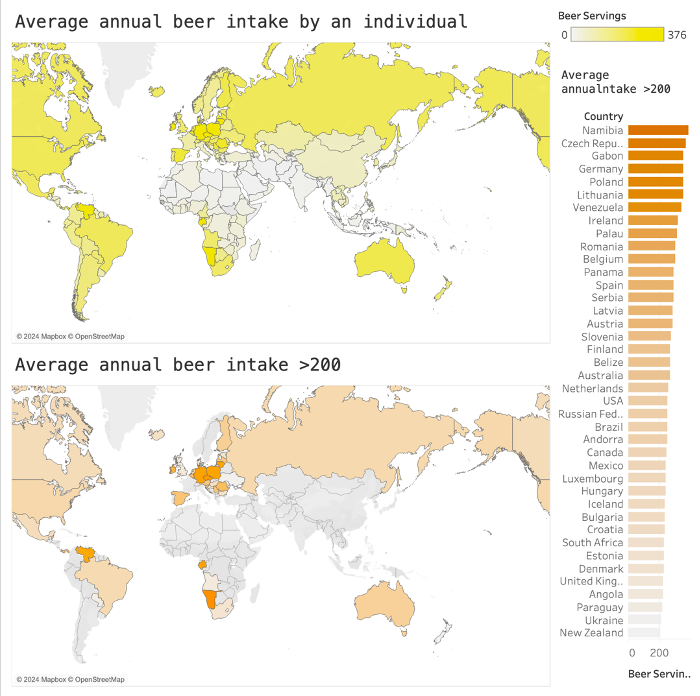 Average annual beer intake by an individual
Beer Servings
0 376
© 2024 Mapbox © OpenStreetMap
Average annual beer intake >200
© 2024 Mapbox © OpenStreetMap
Average
annualntake >200
Country
Namibia
Czech Repu..
Gabon
Germany
Poland
Lithuania
Venezuela
Ireland
Palau
Romania
Belgium
Panama
Spain
Serbia
Latvia
Austria
Slovenia
Finland
Belize
Australia
Netherlands
USA
Russian Fed..
Brazil
Andorra
Canada
Mexico
Luxembourg
Hungary
Iceland
Bulgaria
Croatia
South Africa
Estonia
Denmark
United King..
Angola
Paraguay
Ukraine
New Zealand
0 200
Beer Servin..